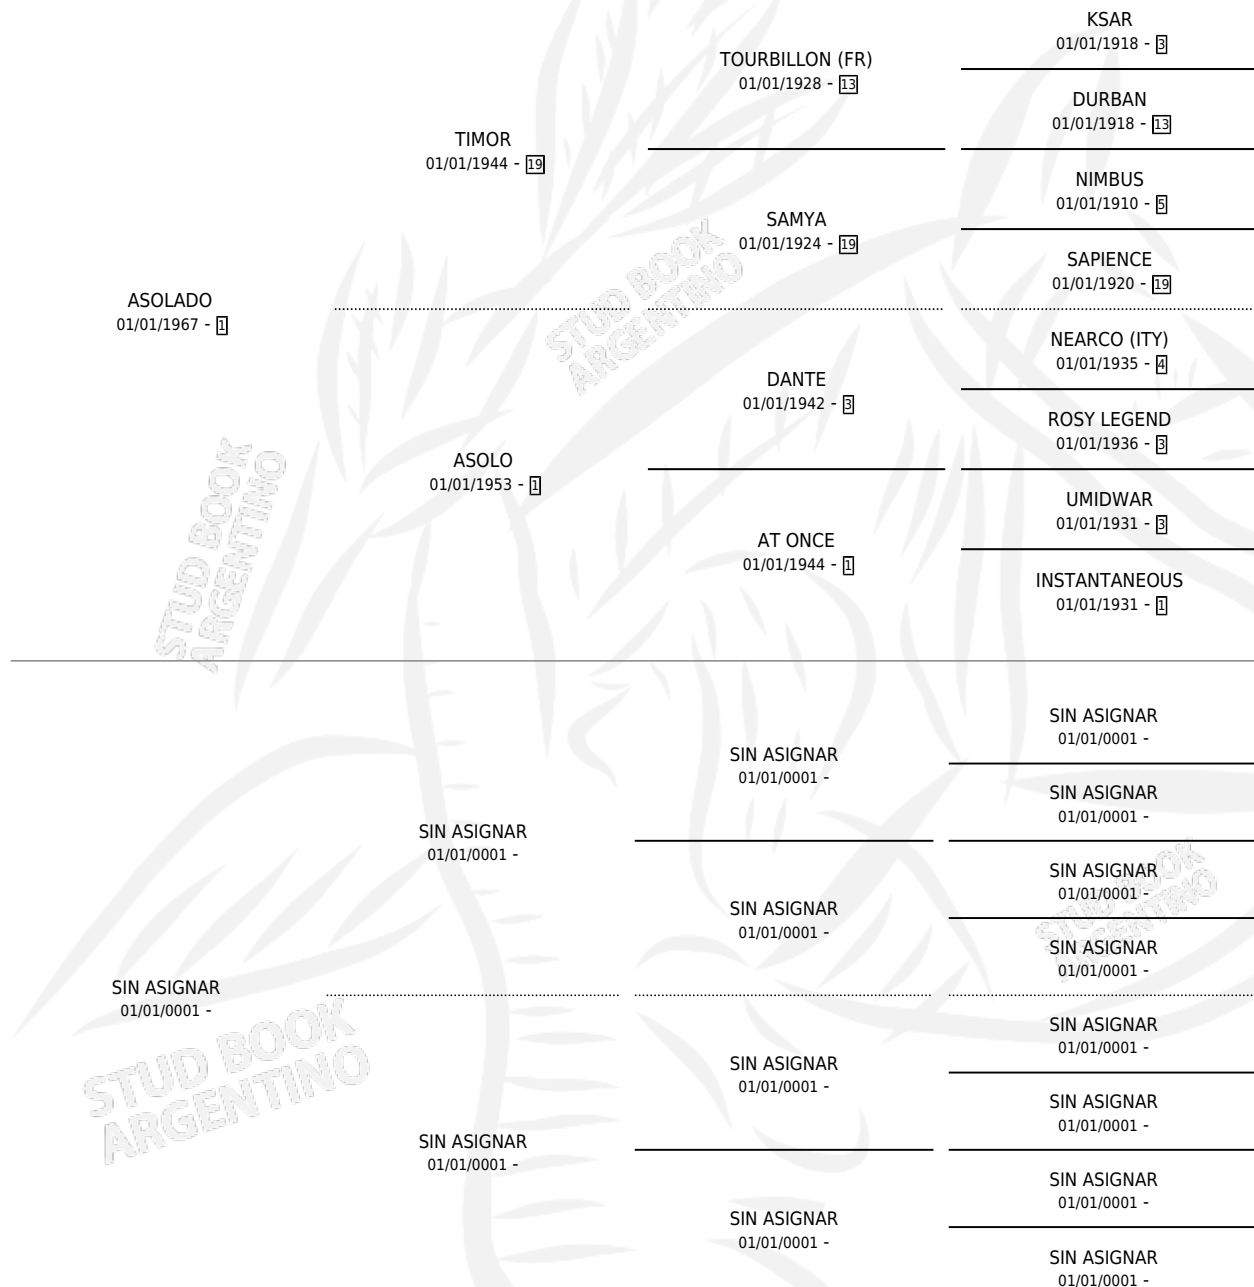 KSAR
01/01/1918 - 3
TOURBILLON (FR)
01/01/1928 - 13
DURBAN
01/01/1918 - 13
TIMOR
01/01/1944 - 19
NIMBUS
01/01/1910 - 5
SAMYA
01/01/1924 - 19
SAPIENCE
01/01/1920 - 19
ASOLADO
01/01/1967 - 1
STUD BOOK
ARGENTINO
NEARCO (ITY)
01/01/1935 - 4
DANTE
01/01/1942 - 3
ROSY LEGEND
01/01/1936 - 3
ASOLO
01/01/1953 - 1
UMIDWAR
01/01/1931 - 3
AT ONCE
01/01/1944 - 1
INSTANTANEOUS
01/01/1931 - 1
STUD BOOK
ARGENTINO
SIN ASIGNAR
01/01/0001 -
SIN ASIGNAR
01/01/0001 -
SIN ASIGNAR
01/01/0001 -
SIN ASIGNAR
01/01/0001 -
SIN ASIGNAR
01/01/0001 -
SIN ASIGNAR
01/01/0001 -
SIN ASIGNAR
01/01/0001 -
STUD BOOK
ARGENTINO
SIN ASIGNAR
01/01/0001 -
STUD BOOK
ARGENTINO
SIN ASIGNAR
01/01/0001 -
SIN ASIGNAR
01/01/0001 -
SIN ASIGNAR
01/01/0001 -
SIN ASIGNAR
01/01/0001 -
SIN ASIGNAR
01/01/0001 -
SIN ASIGNAR
01/01/0001 -
SIN ASIGNAR
01/01/0001 -